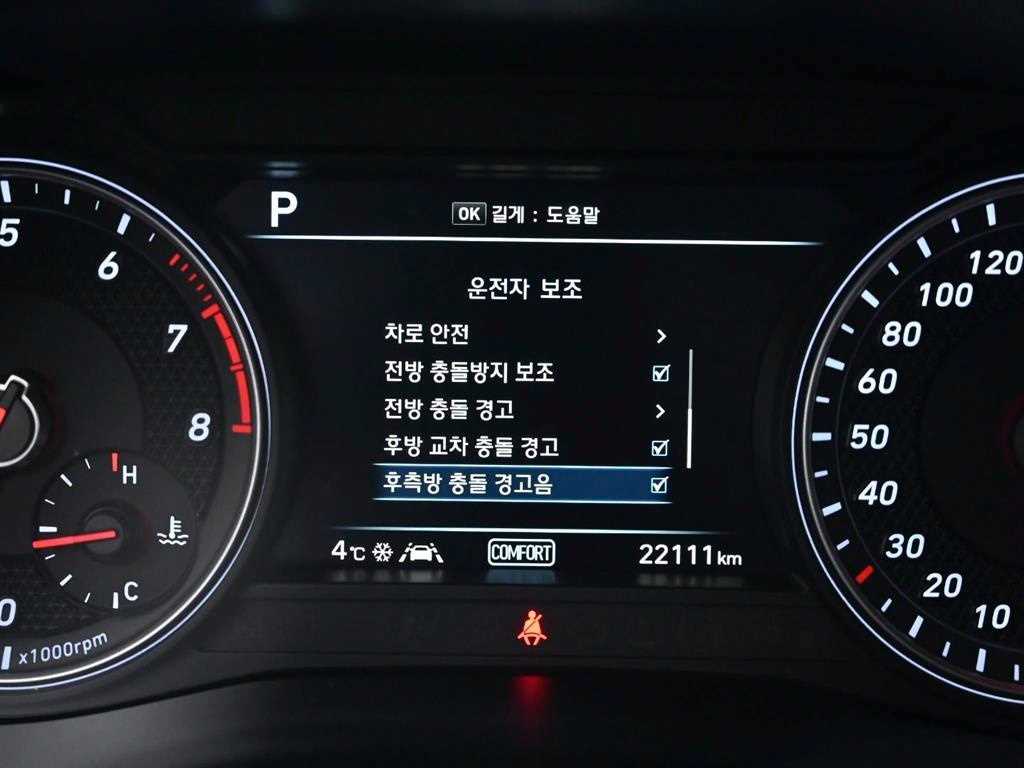 P
OK 길게 : 도움말
운전자 보조
차로 안전
전방 충돌방지 보조
전방 충돌 경고
후방 교차 충돌 경고
후측방 충돌 경고음
4℃
COMFORT
22111km
5
6
7
8
H
C
0
x1000rpm
120
100
80
60
50
40
30
20
10